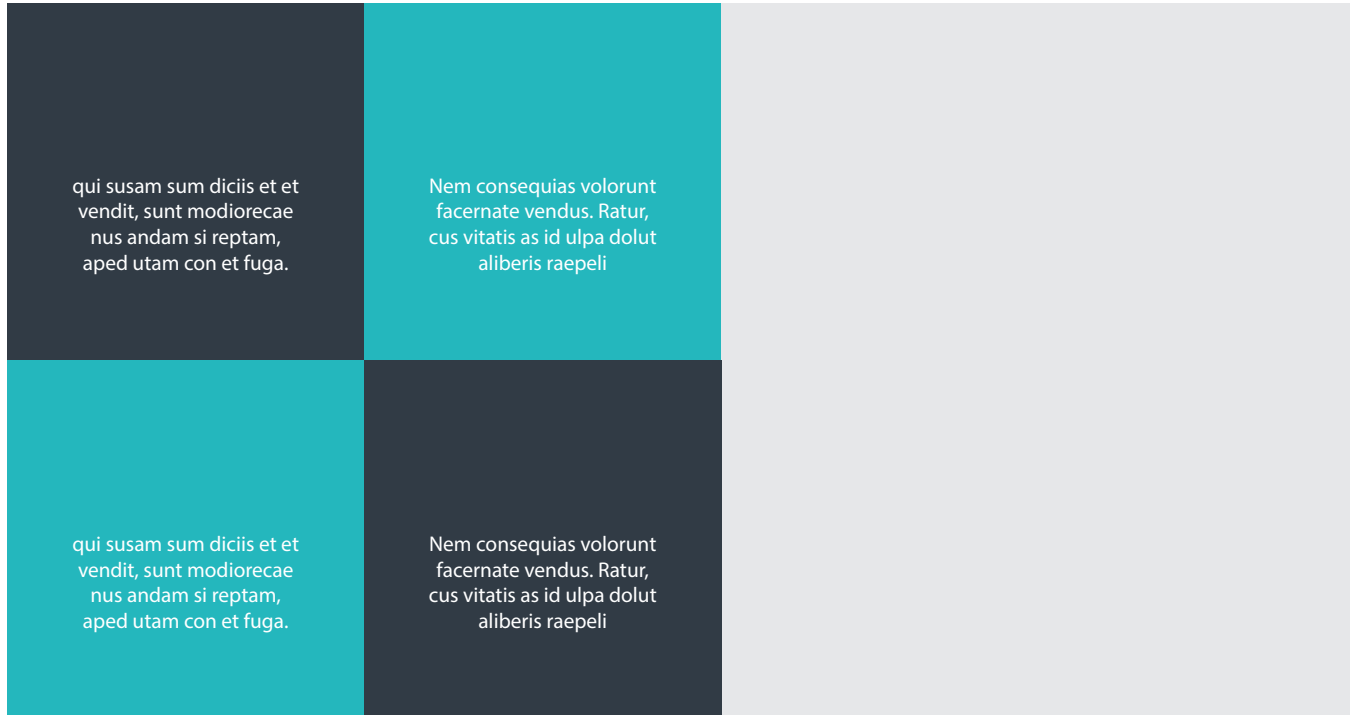 qui susam sum diciis et et
vendit, sunt modiorecae
nus andam si reptam,
aped utam con et fuga.
Nem consequias volorunt
facernate vendus. Ratur,
cus vitatis as id ulpa dolut
aliberis raepeli
qui susam sum diciis et et
vendit, sunt modiorecae
nus andam si reptam,
aped utam con et fuga.
Nem consequias volorunt
facernate vendus. Ratur,
cus vitatis as id ulpa dolut
aliberis raepeli